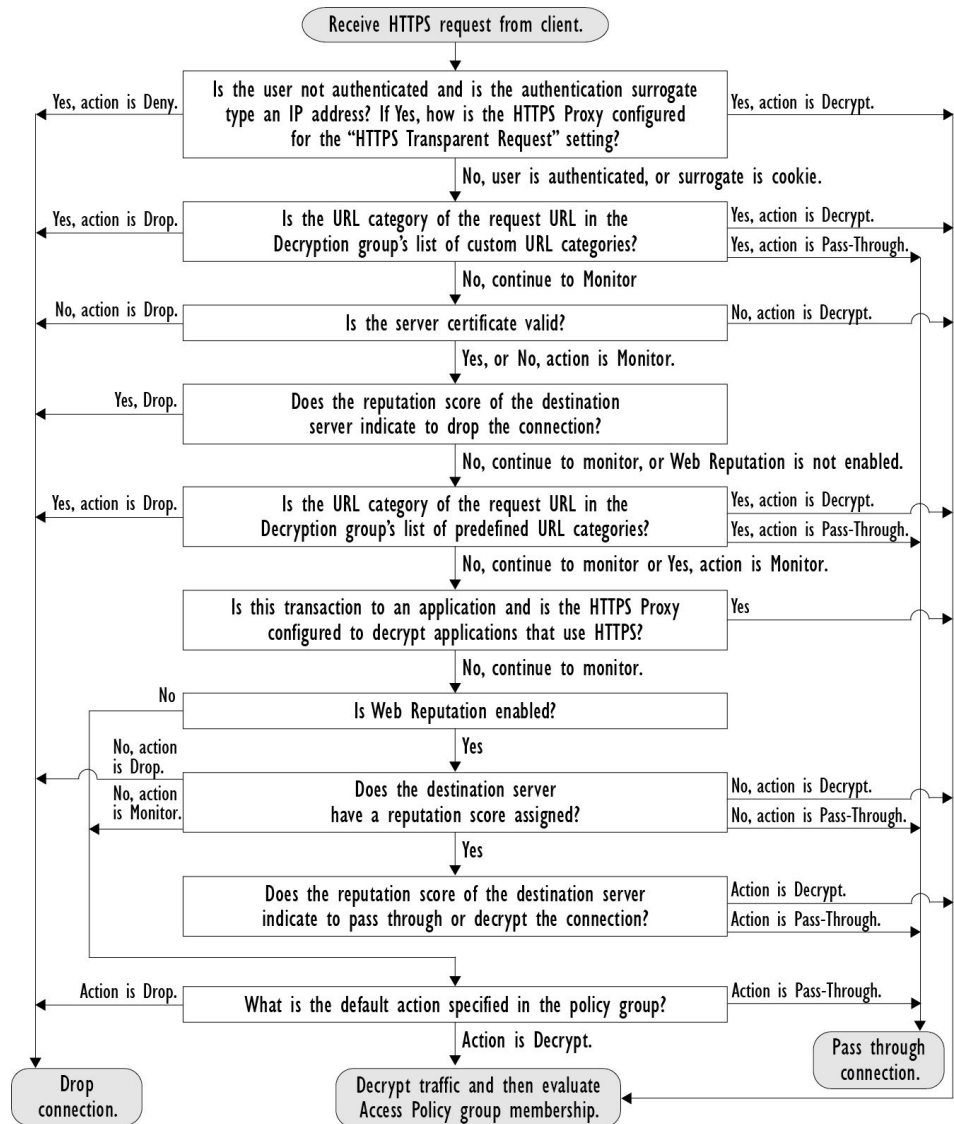 Receive HTTPS request from client.
Yes, action is Deny.
Is the user not authenticated and is the authentication surrogate
type an IP address? If Yes, how is the HTTPS Proxy configured
for the “HTTPS Transparent Request” setting?
Yes, action is Decrypt.
No, user is authenticated, or surrogate is cookie.
Yes, action is Drop.
Is the URL category of the request URL in the
Decryption group’s list of custom URL categories?
Yes, action is Decrypt.
Yes, action is Pass-Through.
No, continue to Monitor
No, action is Drop.
Is the server certificate valid?
No, action is Decrypt.
Yes, or No, action is Monitor.
Yes, Drop.
Does the reputation score of the destination
server indicate to drop the connection?
No, continue to monitor, or Web Reputation is not enabled.
Yes, action is Drop.
Is the URL category of the request URL in the
Decryption group’s list of predefined URL categories?
Yes, action is Decrypt.
Yes, action is Pass-Through.
No, continue to monitor or Yes, action is Monitor.
Is this transaction to an application and is the HTTPS Proxy
configured to decrypt applications that use HTTPS?
Yes
No, continue to monitor.
No
Is Web Reputation enabled?
Yes
No, action
is Drop.
No, action
is Monitor.
Does the destination server
have a reputation score assigned?
No, action is Decrypt.
No, action is Pass-Through.
Yes
Does the reputation score of the destination server
indicate to pass through or decrypt the connection?
Action is Decrypt.
Action is Pass-Through.
Action is Drop.
What is the default action specified in the policy group?
Action is Pass-Through.
Action is Decrypt.
Drop
connection.
Decrypt traffic and then evaluate
Access Policy group membership.
Pass through
connection.